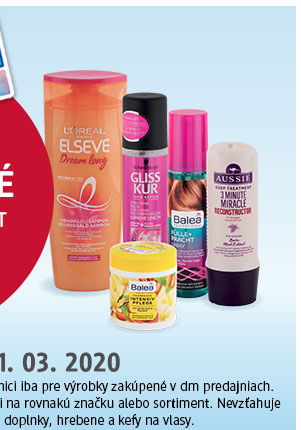 L'ORÉAL
ELSEVE
Dream long
GLISS
KUR
Balea
FÜLLE+
PRACHT
AUSSIE
DEEP TREATMENT
3 MINUTE
MIRACLE
RECONSTRUCTOR
Balea
INTENSIV
PFLEGE
É
T
1. 03. 2020
nici iba pre výrobky zakúpené v dm predajniach.
i na rovnakú značku alebo sortiment. Nevzťahuje
doplnky, hrebene a kefy na vlasy.